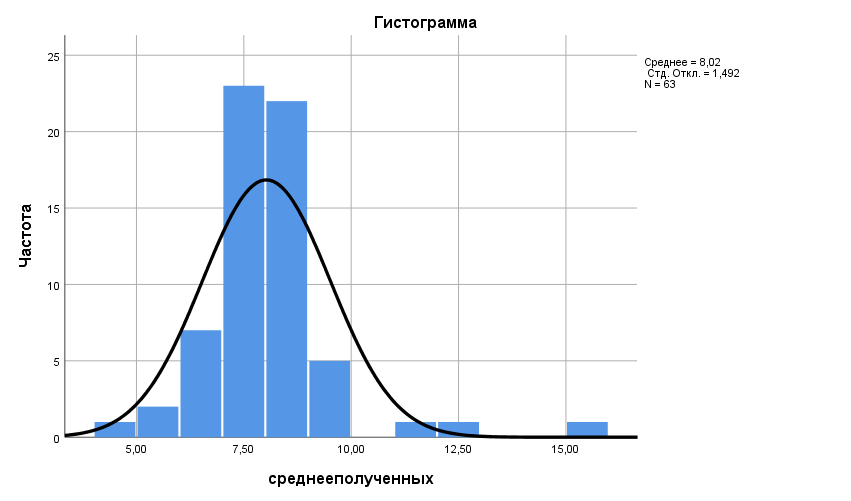 Гистограмма
Среднее = 8,02
Стд. Откл. = 1,492
N = 63
Частота
25
20
15
10
5
0
5,00 7,50 10,00 12,50 15,00
среднееполученных